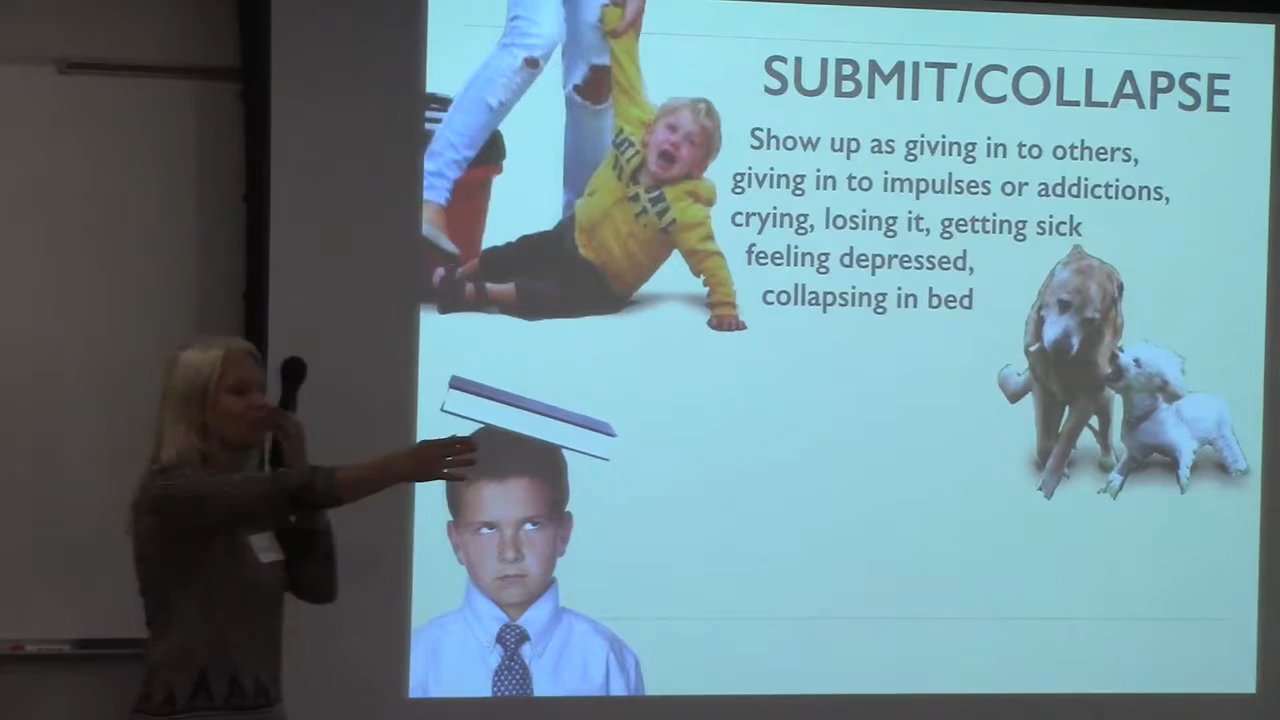 SUBMIT/COLLAPSE
Show up as giving in to others,
giving in to impulses or addictions,
crying, losing it, getting sick
feeling depressed,
collapsing in bed